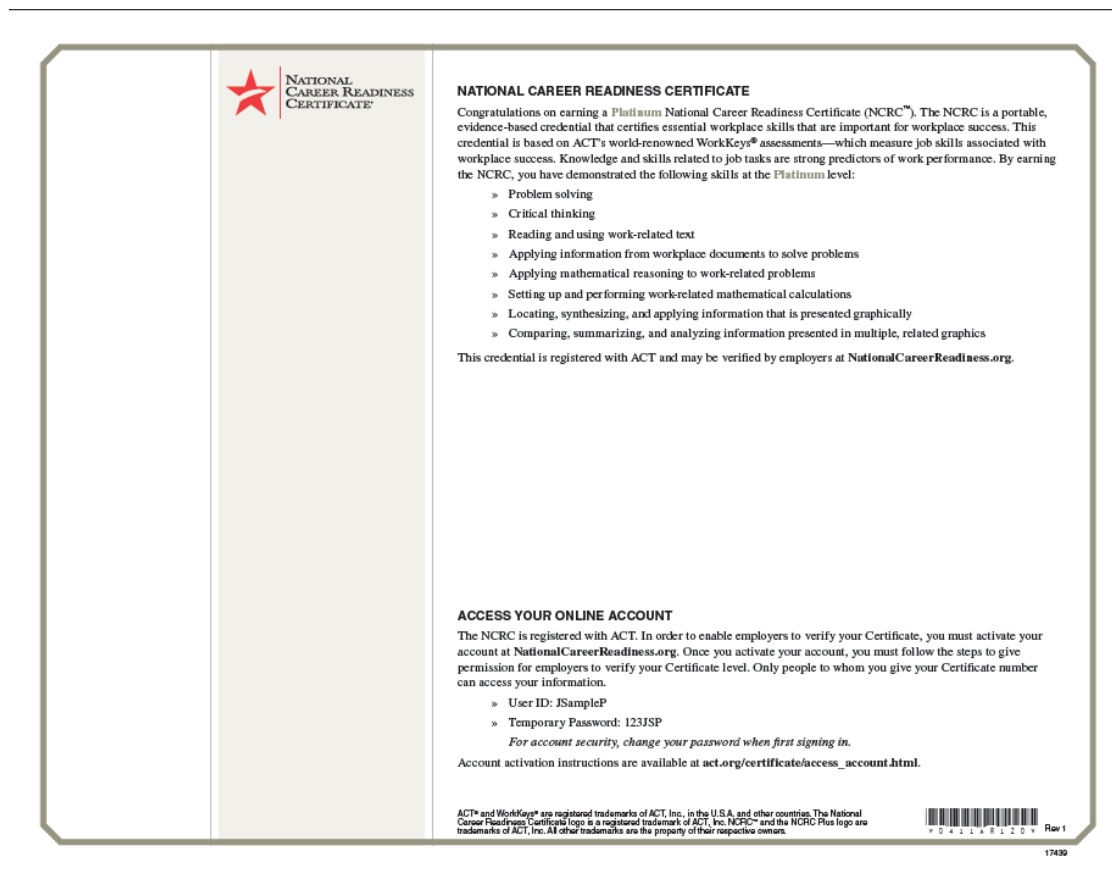 NATIONAL
CAREER READINESS
CERTIFICATE®
NATIONAL CAREER READINESS CERTIFICATE
Congratulations on earning a Platinum National Career Readiness Certificate (NCRC™). The NCRC is a portable,
evidence-based credential that certifies essential workplace skills that are important for workplace success. This
credential is based on ACT's world-renowned WorkKeys® assessments—which measure job skills associated with
workplace success. Knowledge and skills related to job tasks are strong predictors of work performance. By earning
the NCRC, you have demonstrated the following skills at the Platinum level:
» Problem solving
» Critical thinking
» Reading and using work-related text
» Applying information from workplace documents to solve problems
» Applying mathematical reasoning to work-related problems
» Setting up and performing work-related mathematical calculations
» Locating, synthesizing, and applying information that is presented graphically
» Comparing, summarizing, and analyzing information presented in multiple, related graphics
This credential is registered with ACT and may be verified by employers at NationalCareerReadiness.org.
ACCESS YOUR ONLINE ACCOUNT
The NCRC is registered with ACT. In order to enable employers to verify your Certificate, you must activate your
account at NationalCareerReadiness.org. Once you activate your account, you must follow the steps to give
permission for employers to verify your Certificate level. Only people to whom you give your Certificate number
can access your information.
» User ID: JSampleP
» Temporary Password: 123JSP
For account security, change your password when first signing in.
Account activation instructions are available at act.org/certificate/access_account.html.
ACT® and WorkKeys® are registered trademarks of ACT, Inc., in the U.S.A. and other countries. The National
Career Readiness Certificate logo is a registered trademark of ACT, Inc. NCRC™ and the NCRC Plus logo are
trademarks of ACT, Inc. All other trademarks are the property of their respective owners.
* 0 4 1 1 A R 1 2 0 *
Rev 1
17439